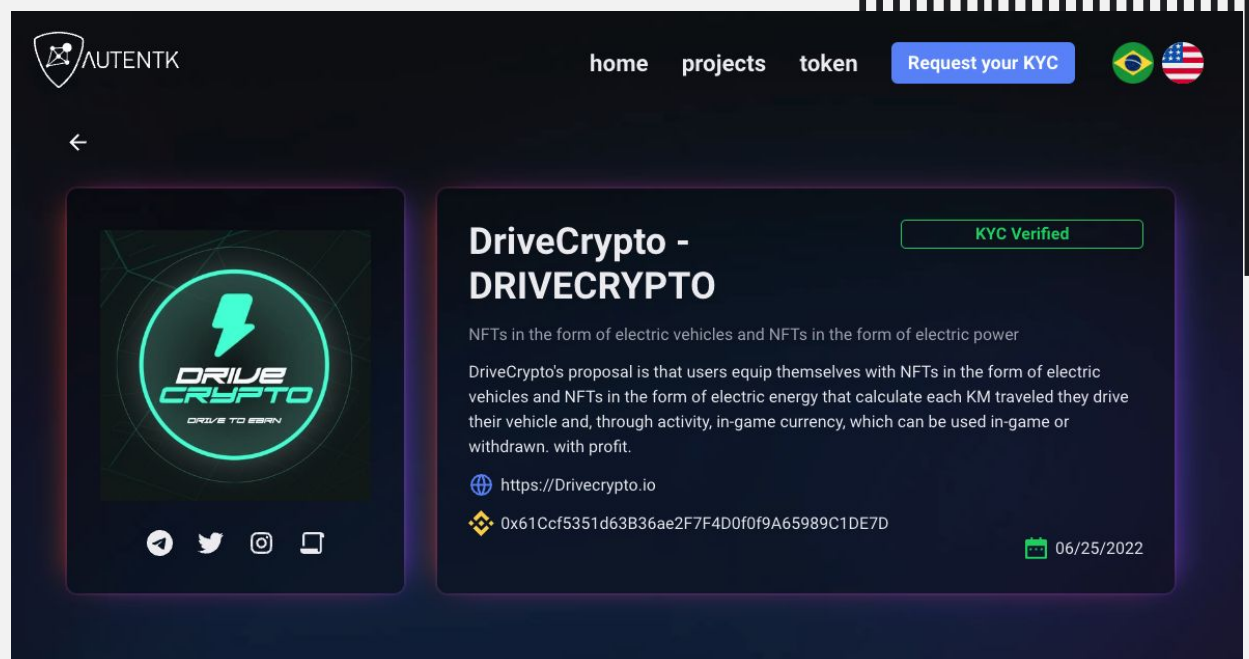 AUTENTK
home projects token Request your KYC
DRIVE
CRYPTO
DRIVE TO EARN
DriveCrypto -
DRIVECRYPTO
KYC Verified
NFTs in the form of electric vehicles and NFTs in the form of electric power
DriveCrypto's proposal is that users equip themselves with NFTs in the form of electric
vehicles and NFTs in the form of electric energy that calculate each KM traveled they drive
their vehicle and, through activity, in-game currency, which can be used in-game or
withdrawn. with profit.
https://Drivecrypto.io
0x61Ccf5351d63B36ae2F7F4D0f0f9A65989C1DE7D
06/25/2022